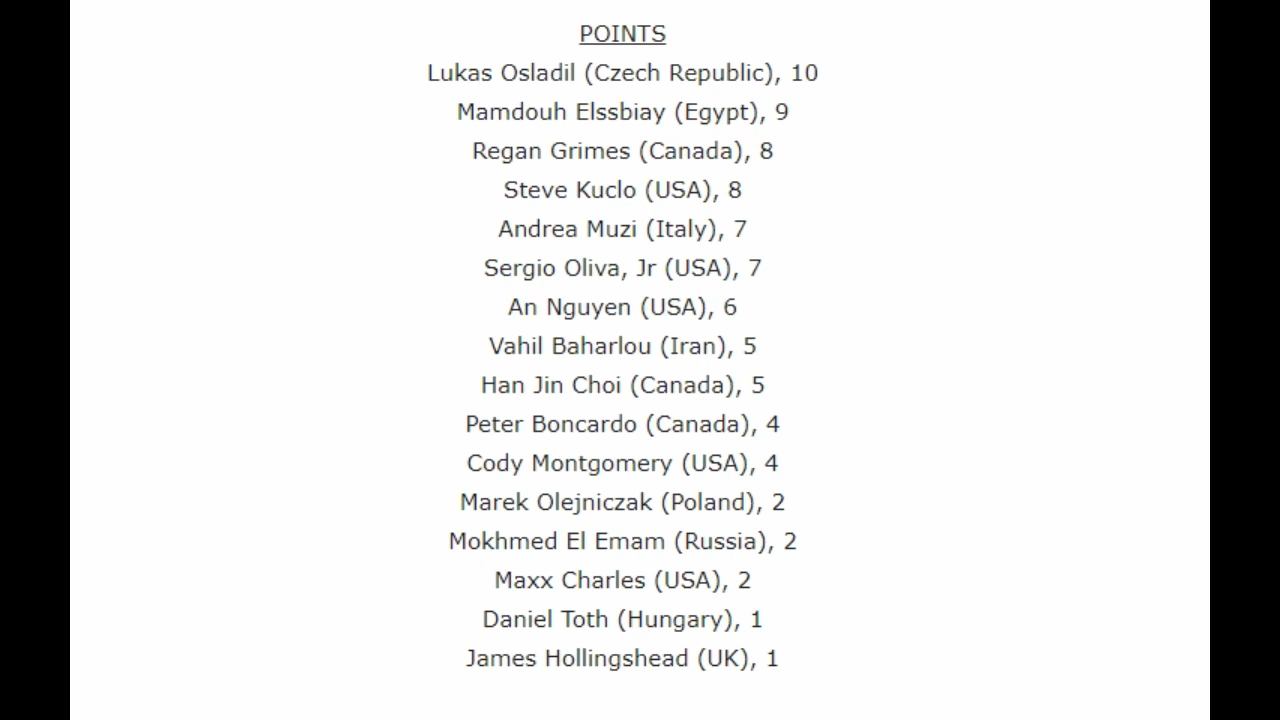 POINTS
Lukas Osladil (Czech Republic), 10
Mamdouh Elssbiay (Egypt), 9
Regan Grimes (Canada), 8
Steve Kuclo (USA), 8
Andrea Muzi (Italy), 7
Sergio Oliva, Jr (USA), 7
An Nguyen (USA), 6
Vahil Baharlou (Iran), 5
Han Jin Choi (Canada), 5
Peter Boncardo (Canada), 4
Cody Montgomery (USA), 4
Marek Olejniczak (Poland), 2
Mokhmed El Emam (Russia), 2
Maxx Charles (USA), 2
Daniel Toth (Hungary), 1
James Hollingshead (UK), 1